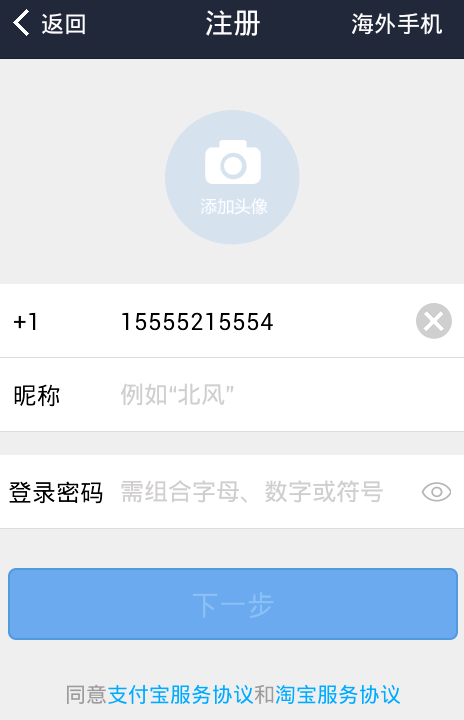 返回 注册 海外手机
添加头像
+1 15555215554
昵称 例如“北风”
登录密码 需组合字母、数字或符号
下一步
同意支付宝服务协议和淘宝服务协议